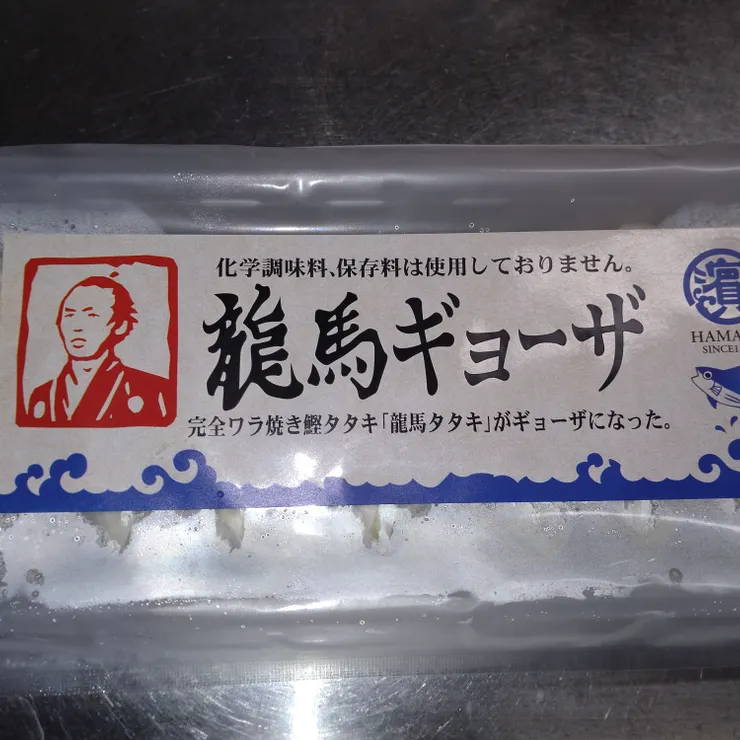 化学調味料、保存料は使用しておりません。
龍馬ギョーザ
完全ワラ焼き鰹タタキ「龍馬タタキ」がギョーザになった。
濵
HAMA
SINCE1